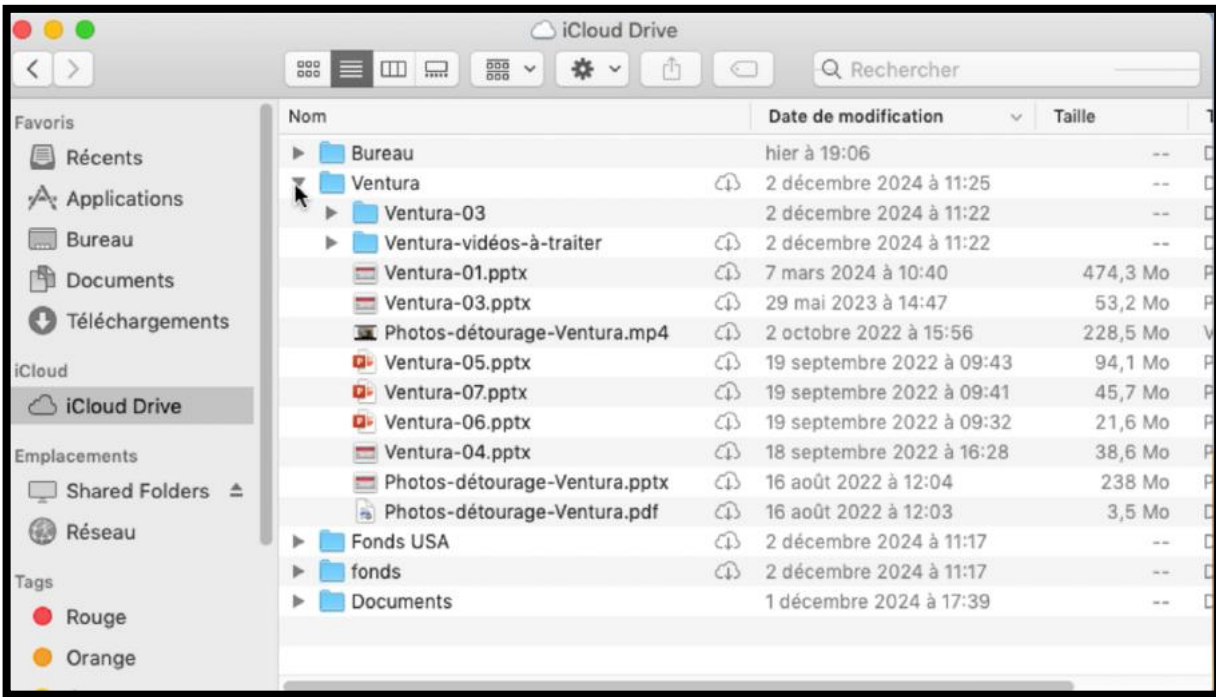 iCloud Drive
Rechercher
Favoris
Récents
Applications
Bureau
Documents
Téléchargements
iCloud
iCloud Drive
Emplacements
Shared Folders
Réseau
Tags
Rouge
Orange
Nom Date de modification Taille
Bureau hier à 19:06 --
Ventura 2 décembre 2024 à 11:25 --
Ventura-03 2 décembre 2024 à 11:22 --
Ventura-vidéos-à-traiter 2 décembre 2024 à 11:22 --
Ventura-01.pptx 7 mars 2024 à 10:40 474,3 Mo
Ventura-03.pptx 29 mai 2023 à 14:47 53,2 Mo
Photos-détourage-Ventura.mp4 2 octobre 2022 à 15:56 228,5 Mo
Ventura-05.pptx 19 septembre 2022 à 09:43 94,1 Mo
Ventura-07.pptx 19 septembre 2022 à 09:41 45,7 Mo
Ventura-06.pptx 19 septembre 2022 à 09:32 21,6 Mo
Ventura-04.pptx 18 septembre 2022 à 16:28 38,6 Mo
Photos-détourage-Ventura.pptx 16 août 2022 à 12:04 238 Mo
Photos-détourage-Ventura.pdf 16 août 2022 à 12:03 3,5 Mo
Fonds USA 2 décembre 2024 à 11:17 --
fonds 2 décembre 2024 à 11:17 --
Documents 1 décembre 2024 à 17:39 --